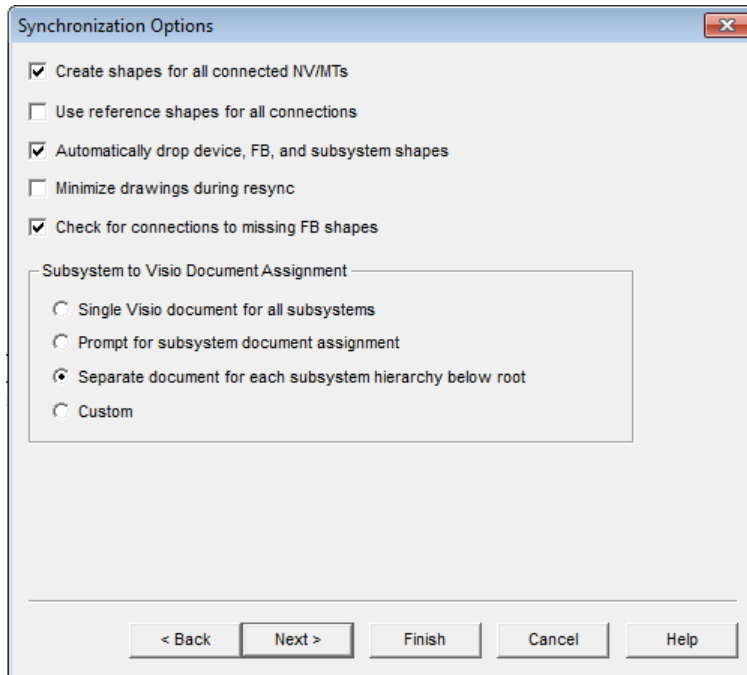 Synchronization Options
Create shapes for all connected NV/MTs
Use reference shapes for all connections
Automatically drop device, FB, and subsystem shapes
Minimize drawings during resync
Check for connections to missing FB shapes
Subsystem to Visio Document Assignment
Single Visio document for all subsystems
Prompt for subsystem document assignment
Separate document for each subsystem hierarchy below root
Custom
< Back Next > Finish Cancel Help